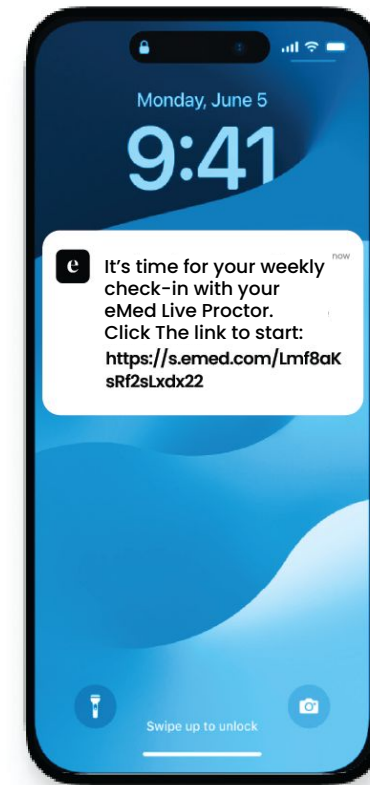 Monday, June 5
9:41
e
now
It's time for your weekly
check-in with your
eMed Live Proctor.
Click The link to start:
https://s.emed.com/Lmf8aK
sRf2sLxdx22
Swipe up to unlock